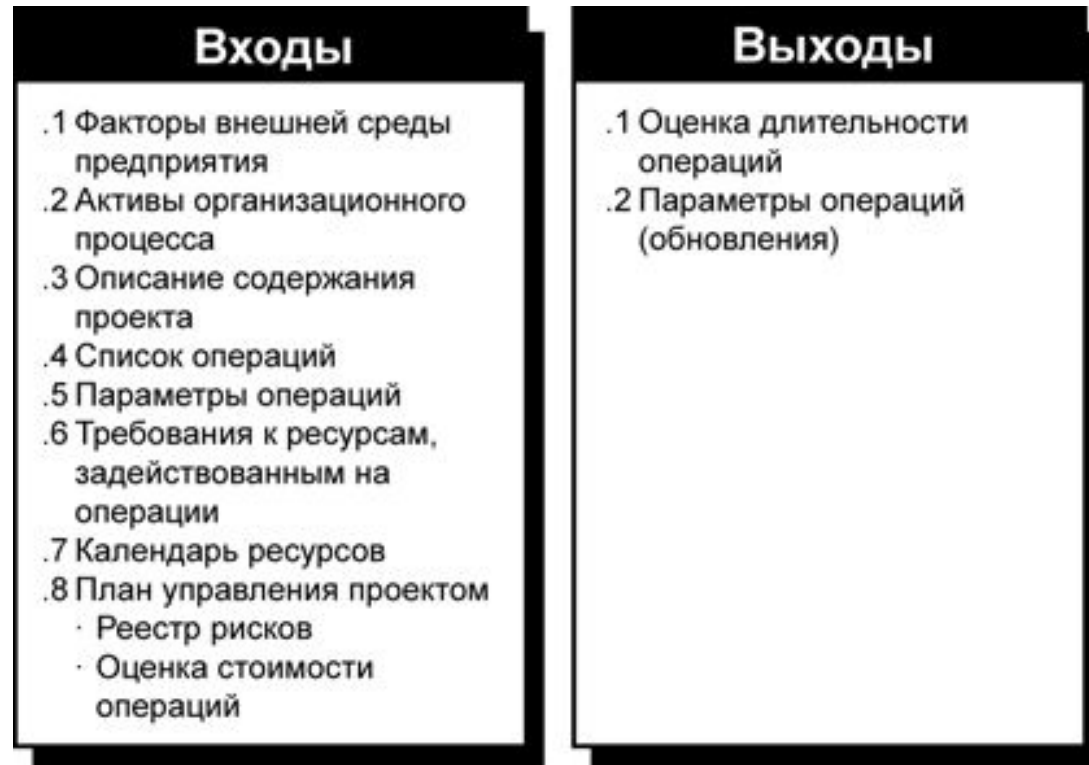 Входы
.1 Факторы внешней среды
предприятия
.2 Активы организационного
процесса
.3 Описание содержания
проекта
.4 Список операций
.5 Параметры операций
.6 Требования к ресурсам,
задействованным на
операции
.7 Календарь ресурсов
.8 План управления проектом
· Реестр рисков
· Оценка стоимости
операций
Выходы
.1 Оценка длительности
операций
.2 Параметры операций
(обновления)